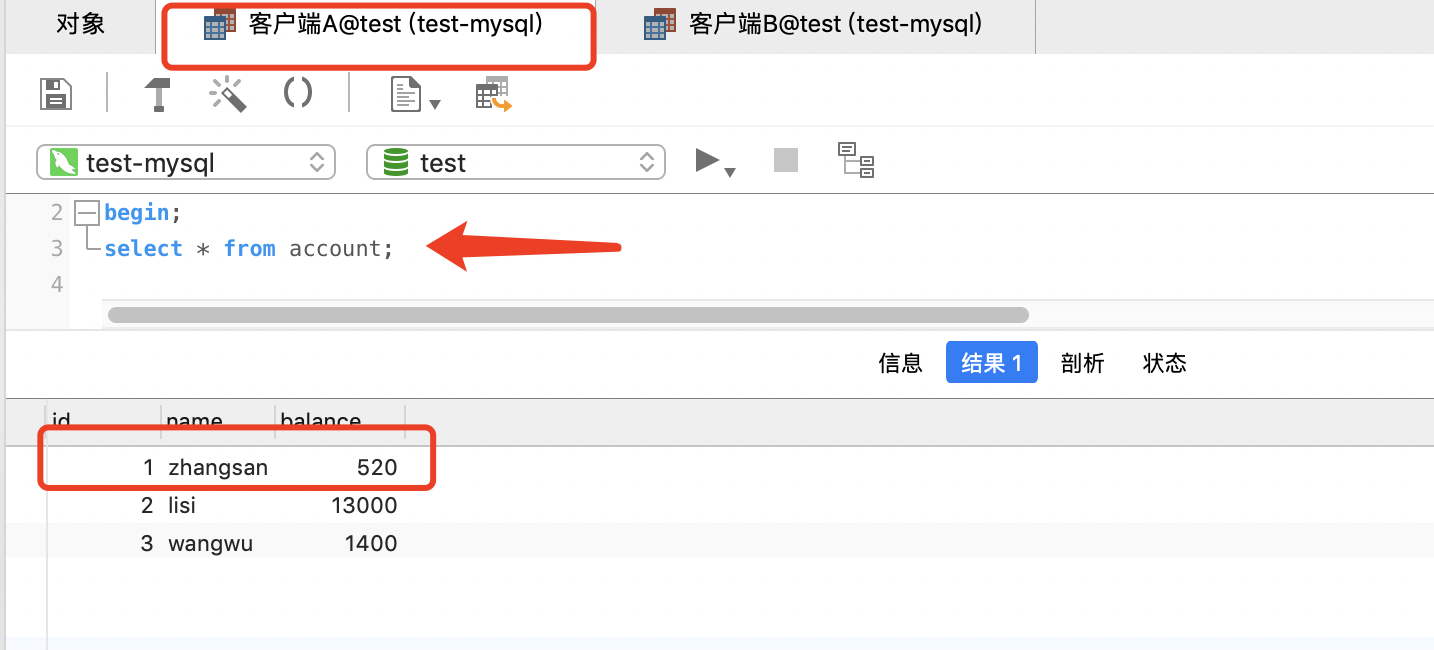 对象 客户端A@test (test-mysql) 客户端B@test (test-mysql)
test-mysql test
2 begin;
3 select * from account;
4
信息 结果 1 剖析 状态
id name balance
1 zhangsan 520
2 lisi 13000
3 wangwu 1400